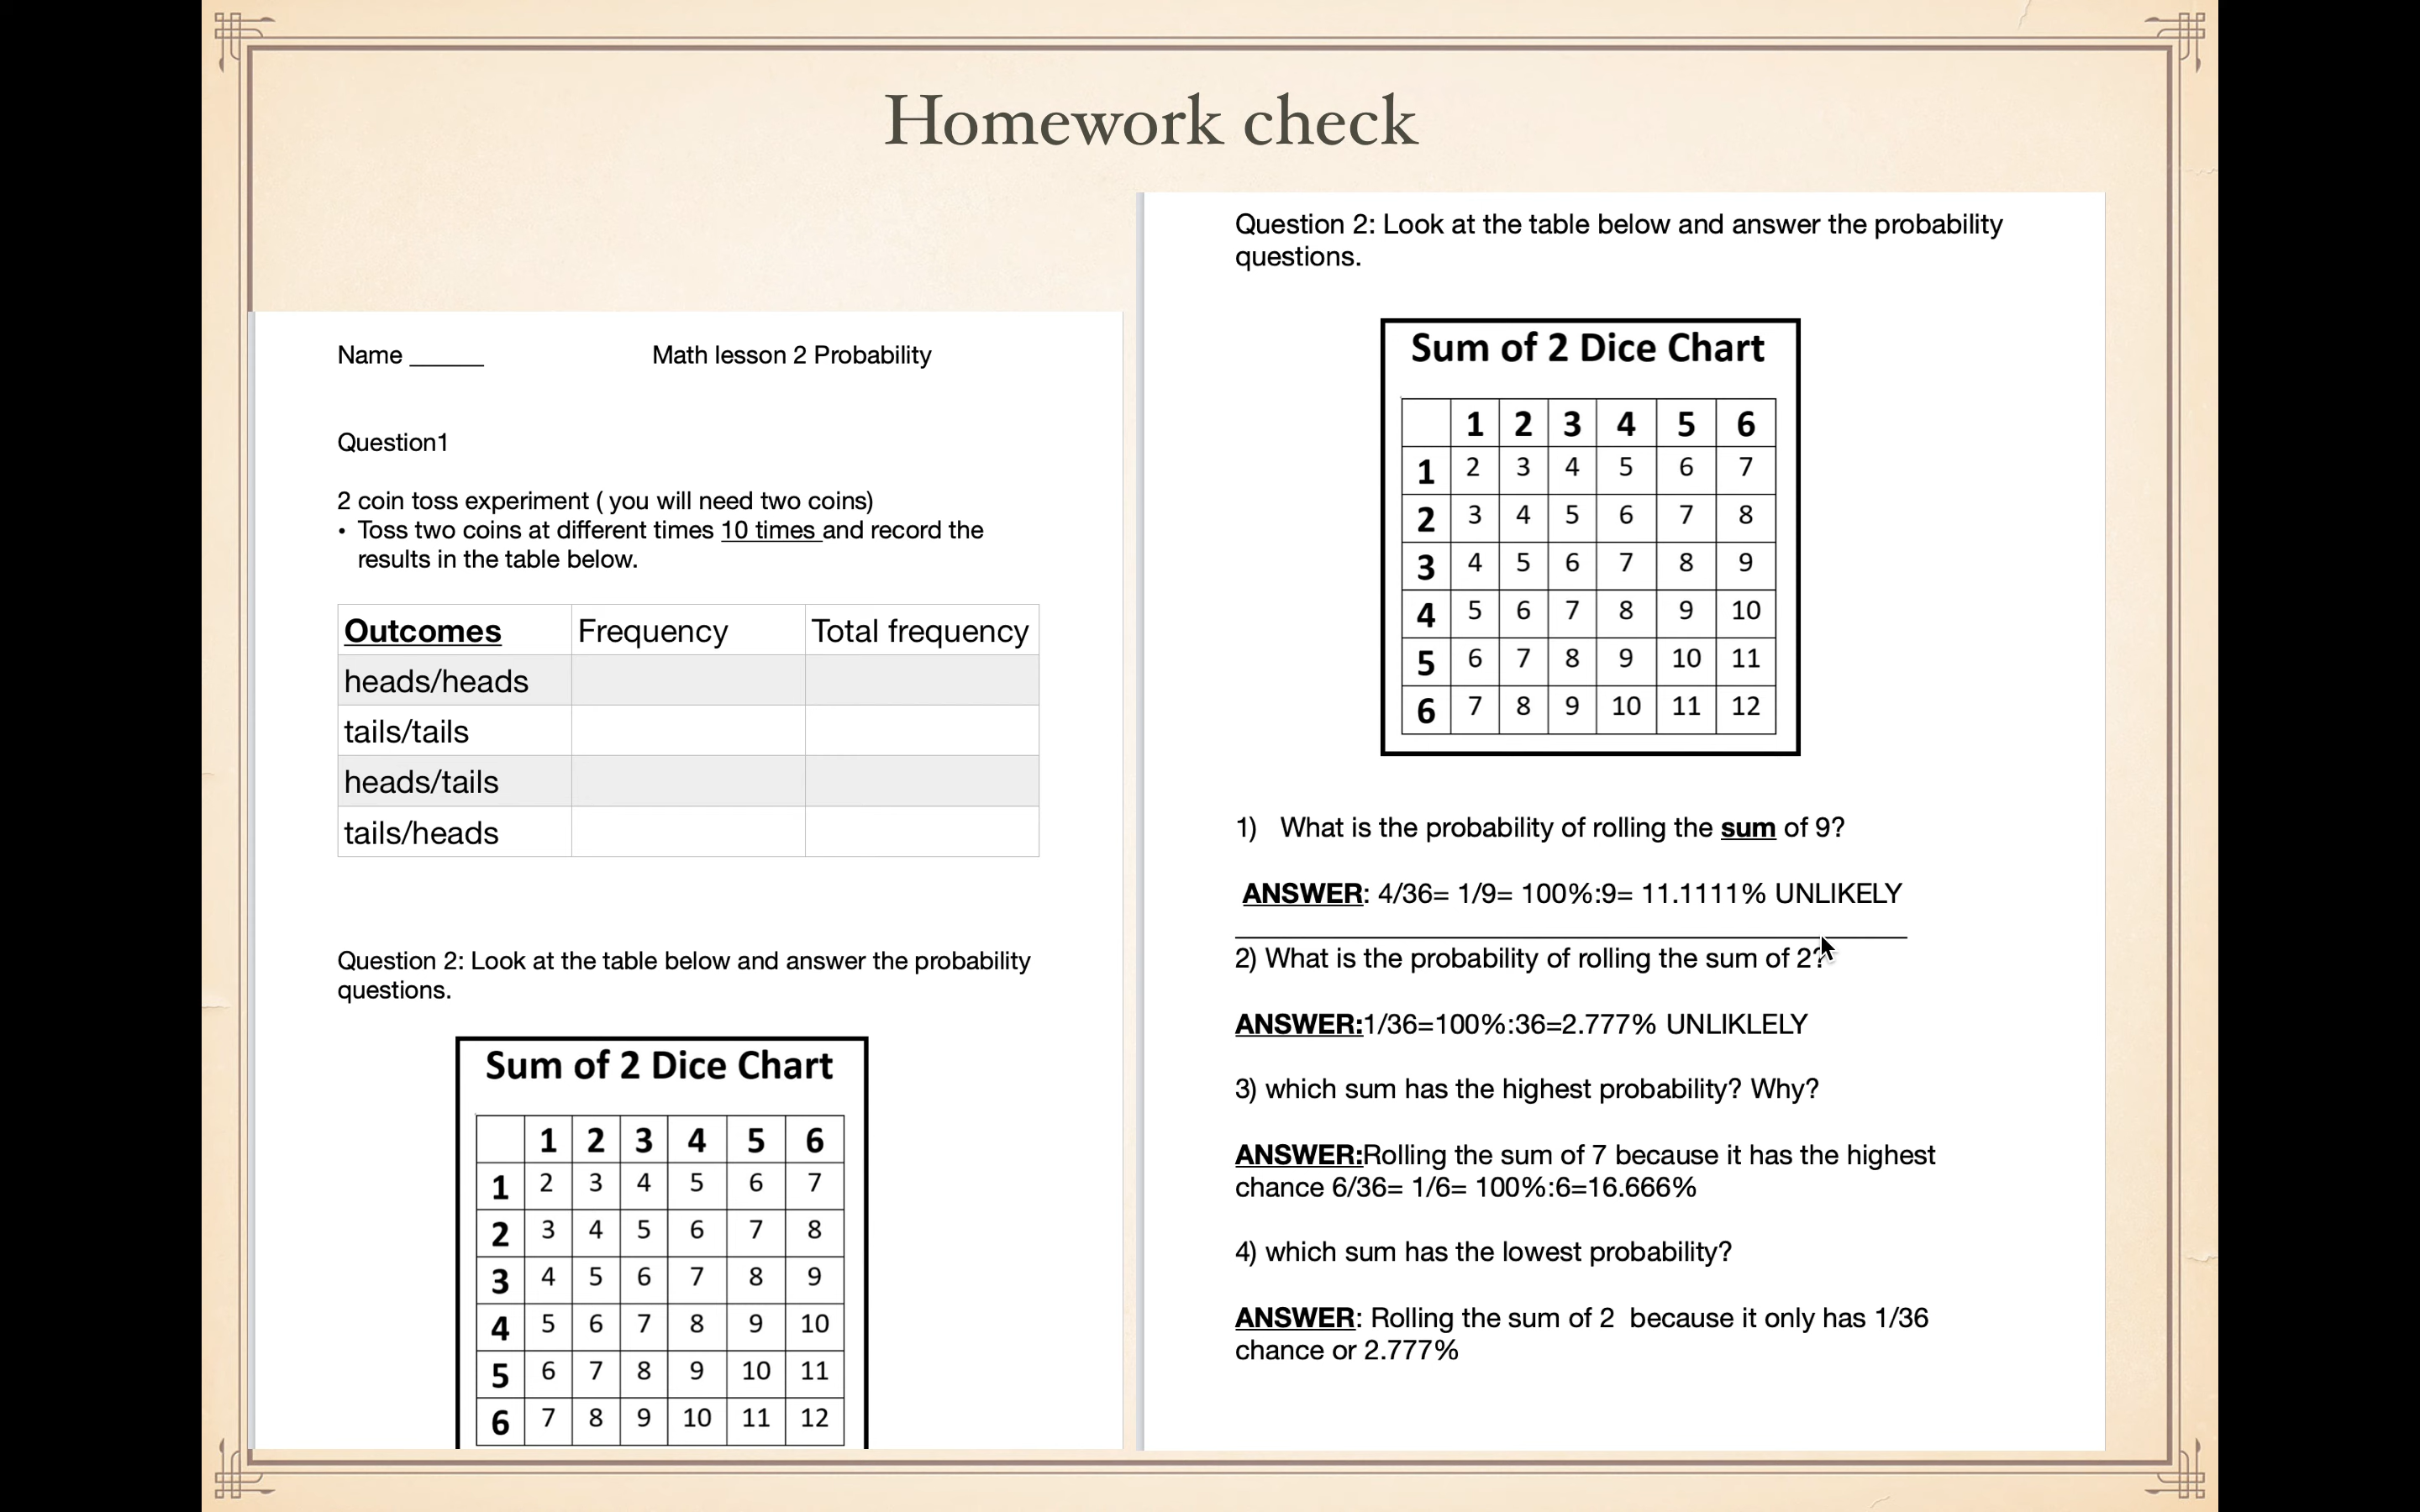 Homework check
Name ______ Math lesson 2 Probability
Question1
2 coin toss experiment ( you will need two coins)
• Toss two coins at different times 10 times and record the
results in the table below.
Outcomes Frequency Total frequency
heads/heads
tails/tails
heads/tails
tails/heads
Question 2: Look at the table below and answer the probability
questions.
Sum of 2 Dice Chart
1 2 3 4 5 6
1 2 3 4 5 6 7
2 3 4 5 6 7 8
3 4 5 6 7 8 9
4 5 6 7 8 9 10
5 6 7 8 9 10 11
6 7 8 9 10 11 12
Question 2: Look at the table below and answer the probability
questions.
Sum of 2 Dice Chart
1 2 3 4 5 6
1 2 3 4 5 6 7
2 3 4 5 6 7 8
3 4 5 6 7 8 9
4 5 6 7 8 9 10
5 6 7 8 9 10 11
6 7 8 9 10 11 12
1) What is the probability of rolling the sum of 9?
ANSWER: 4/36= 1/9= 100%:9= 11.1111% UNLIKELY
2) What is the probability of rolling the sum of 2?
ANSWER:1/36=100%:36=2.777% UNLIKLELY
3) which sum has the highest probability? Why?
ANSWER:Rolling the sum of 7 because it has the highest
chance 6/36= 1/6= 100%:6=16.666%
4) which sum has the lowest probability?
ANSWER: Rolling the sum of 2 because it only has 1/36
chance or 2.777%